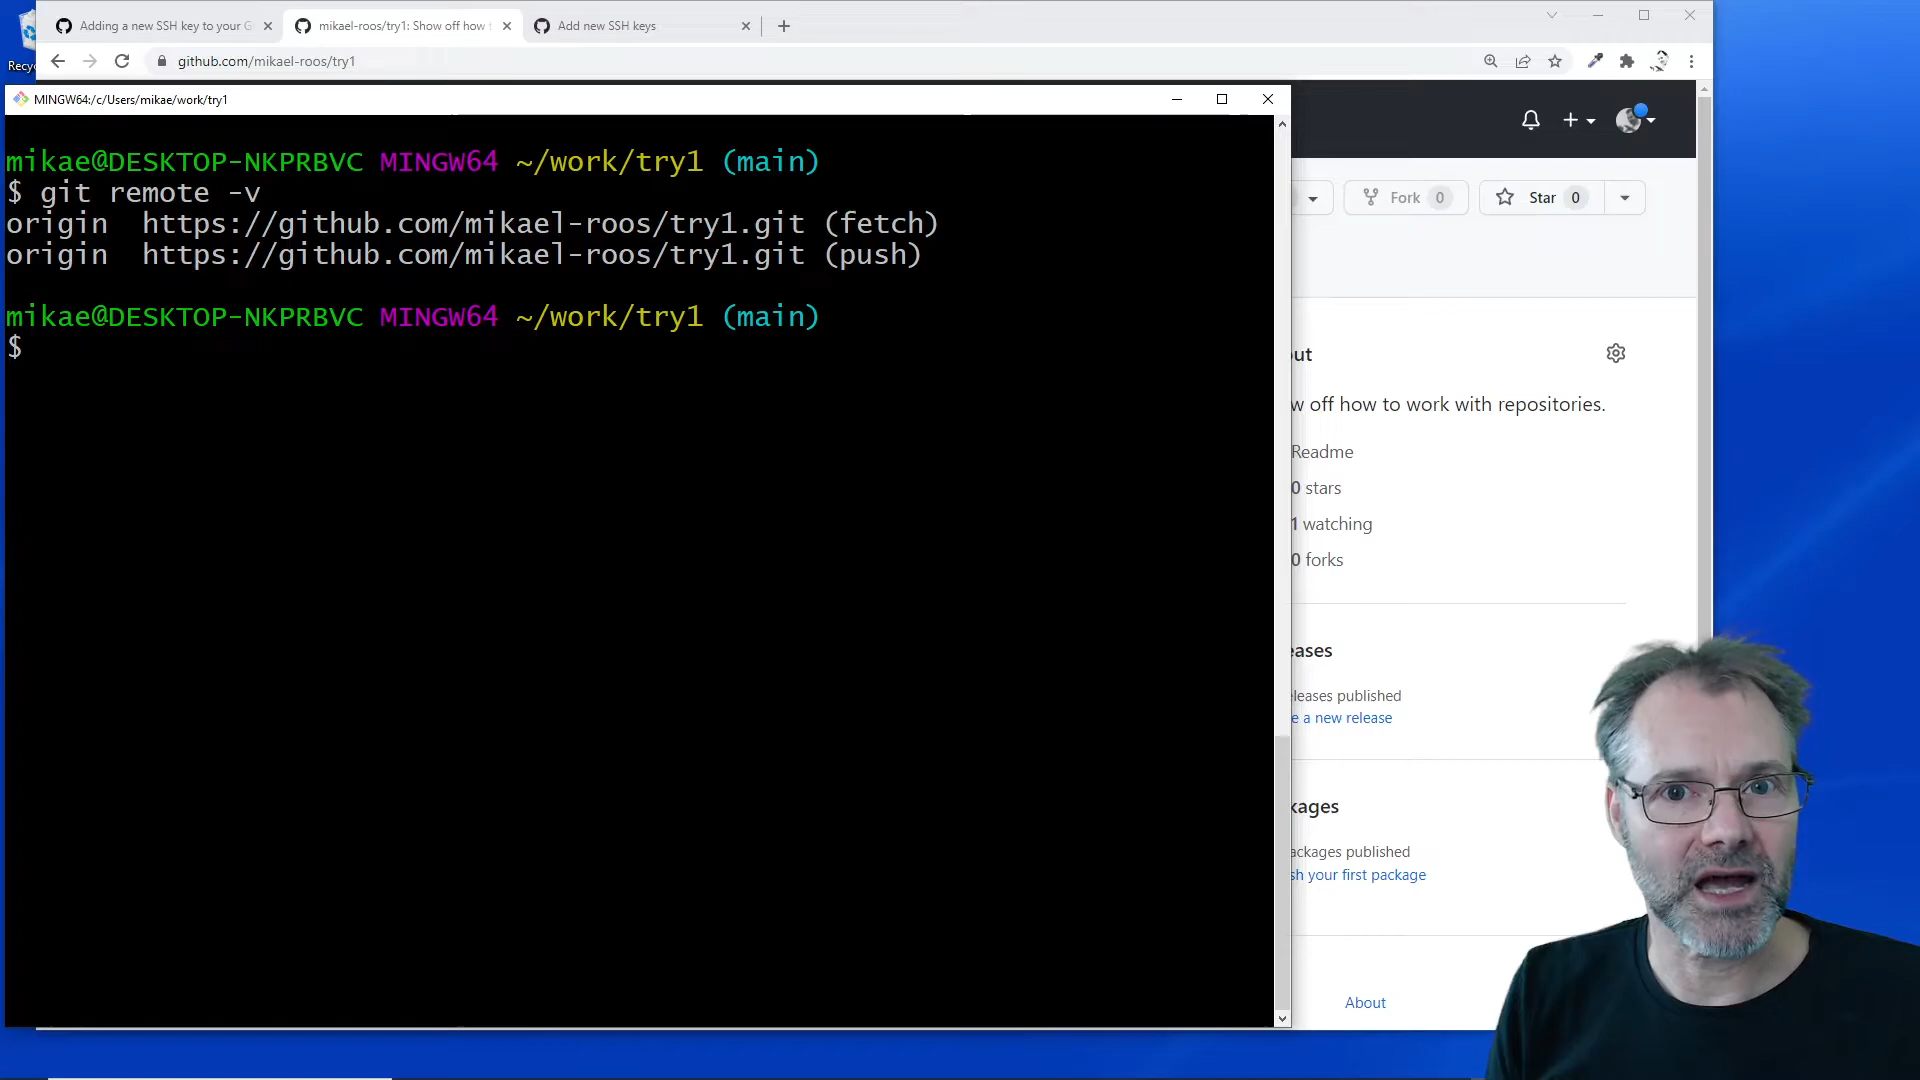 Recyc
Adding a new SSH key to your G
mikael-roos/try1: Show off how t
Add new SSH keys
github.com/mikael-roos/try1
MINGW64:/c/Users/mikae/work/try1
mikae@DESKTOP-NKPRBVC MINGW64 ~/work/try1 (main)
$ git remote -v
origin  https://github.com/mikael-roos/try1.git (fetch)
origin  https://github.com/mikael-roos/try1.git (push)
mikae@DESKTOP-NKPRBVC MINGW64 ~/work/try1 (main)
$
Fork 0
Star 0
out
w off how to work with repositories.
Readme
0 stars
1 watching
0 forks
eases
eleases published
e a new release
kages
ackages published
sh your first package
About